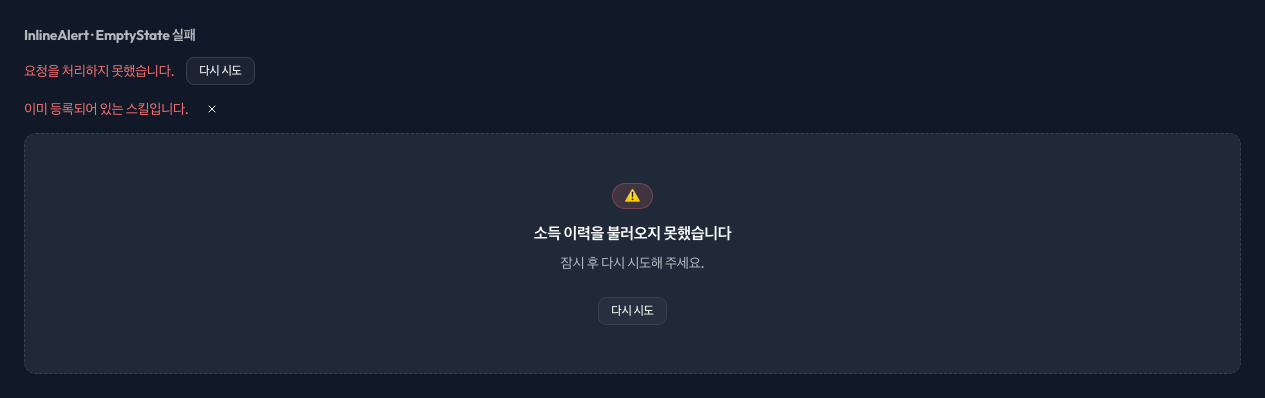 InlineAlert · EmptyState 실패
요청을 처리하지 못했습니다. 다시 시도
이미 등록되어 있는 스킬입니다. ×
소득 이력을 불러오지 못했습니다
잠시 후 다시 시도해 주세요.
다시 시도